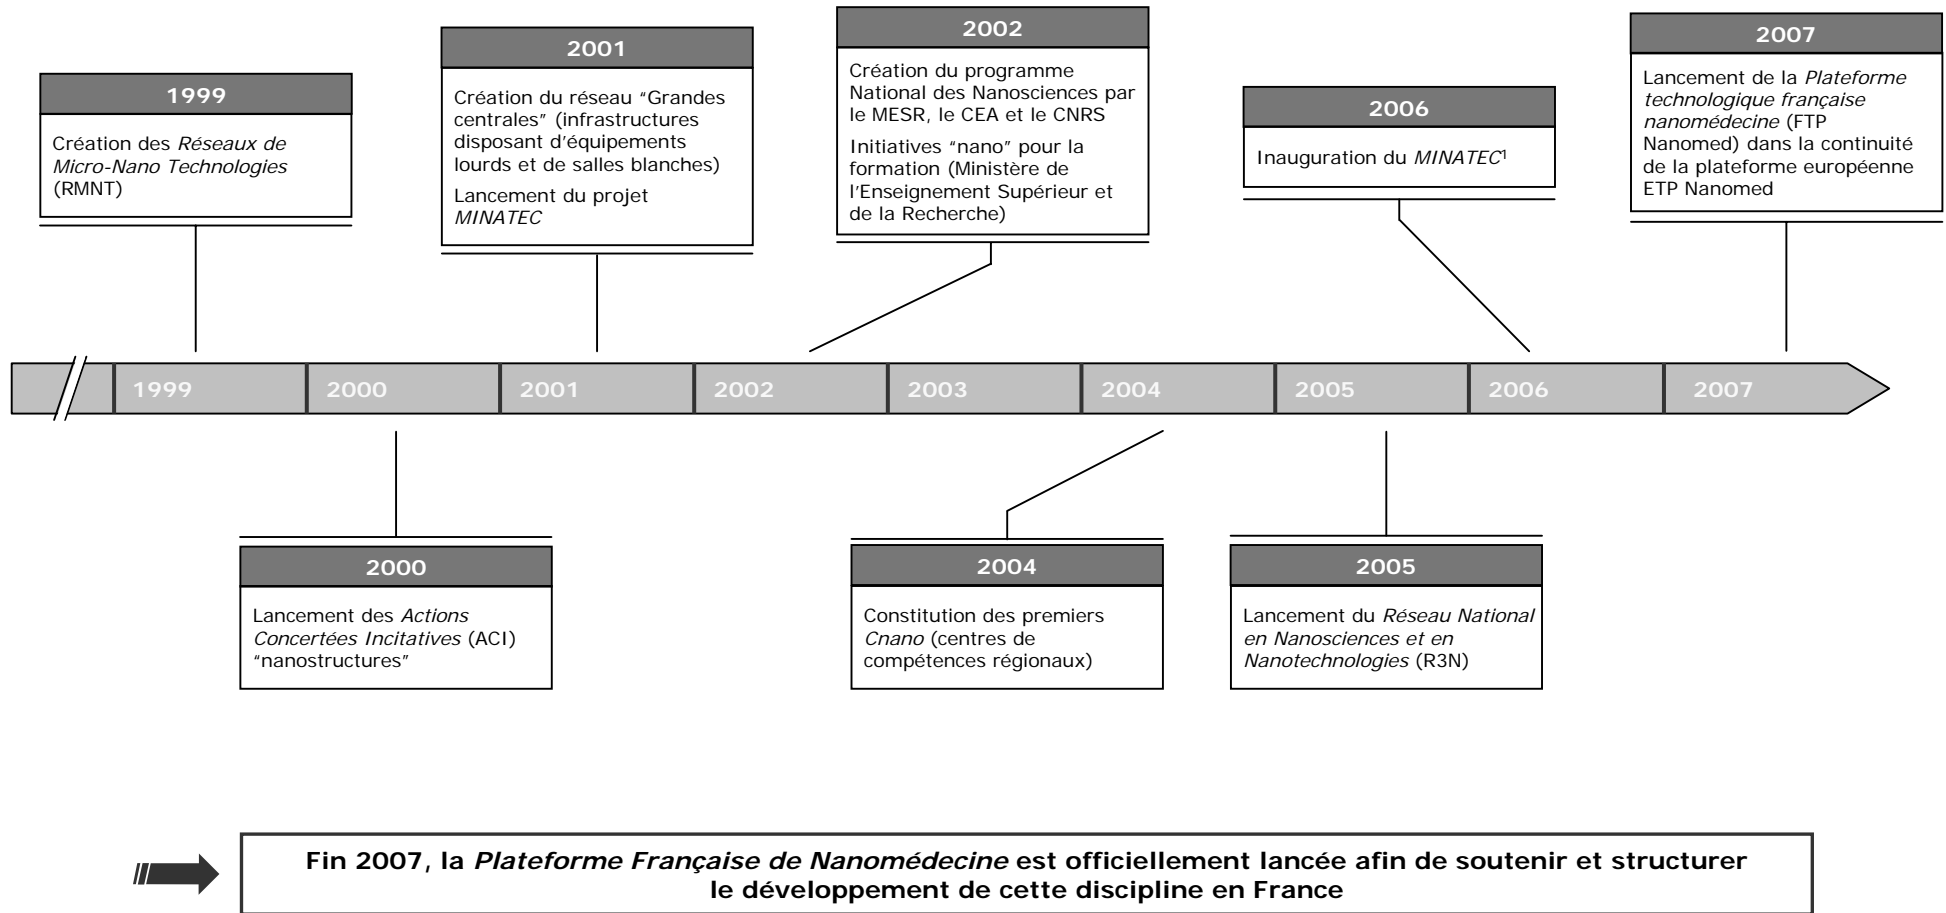 1999
Création des Réseaux de
Micro-Nano Technologies
(RMNT)
2001
Création du réseau “Grandes
centrales” (infrastructures
disposant d'équipements
lourds et de salles blanches)
Lancement du projet
MINATEC
2002
Création du programme
National des Nanosciences par
le MESR, le CEA et le CNRS
Initiatives “nano” pour la
formation (Ministère de
l'Enseignement Supérieur et
de la Recherche)
2006
Inauguration du MINATEC¹
2007
Lancement de la Plateforme
technologique française
nanomédecine (FTP
Nanomed) dans la continuité
de la plateforme européenne
ETP Nanomed
1999 2000 2001 2002 2003 2004 2005 2006 2007
2000
Lancement des Actions
Concertées Incitatives (ACI)
“nanostructures”
2004
Constitution des premiers
Cnano (centres de
compétences régionaux)
2005
Lancement du Réseau National
en Nanosciences et en
Nanotechnologies (R3N)
Fin 2007, la Plateforme Française de Nanomédecine est officiellement lancée afin de soutenir et structurer
le développement de cette discipline en France